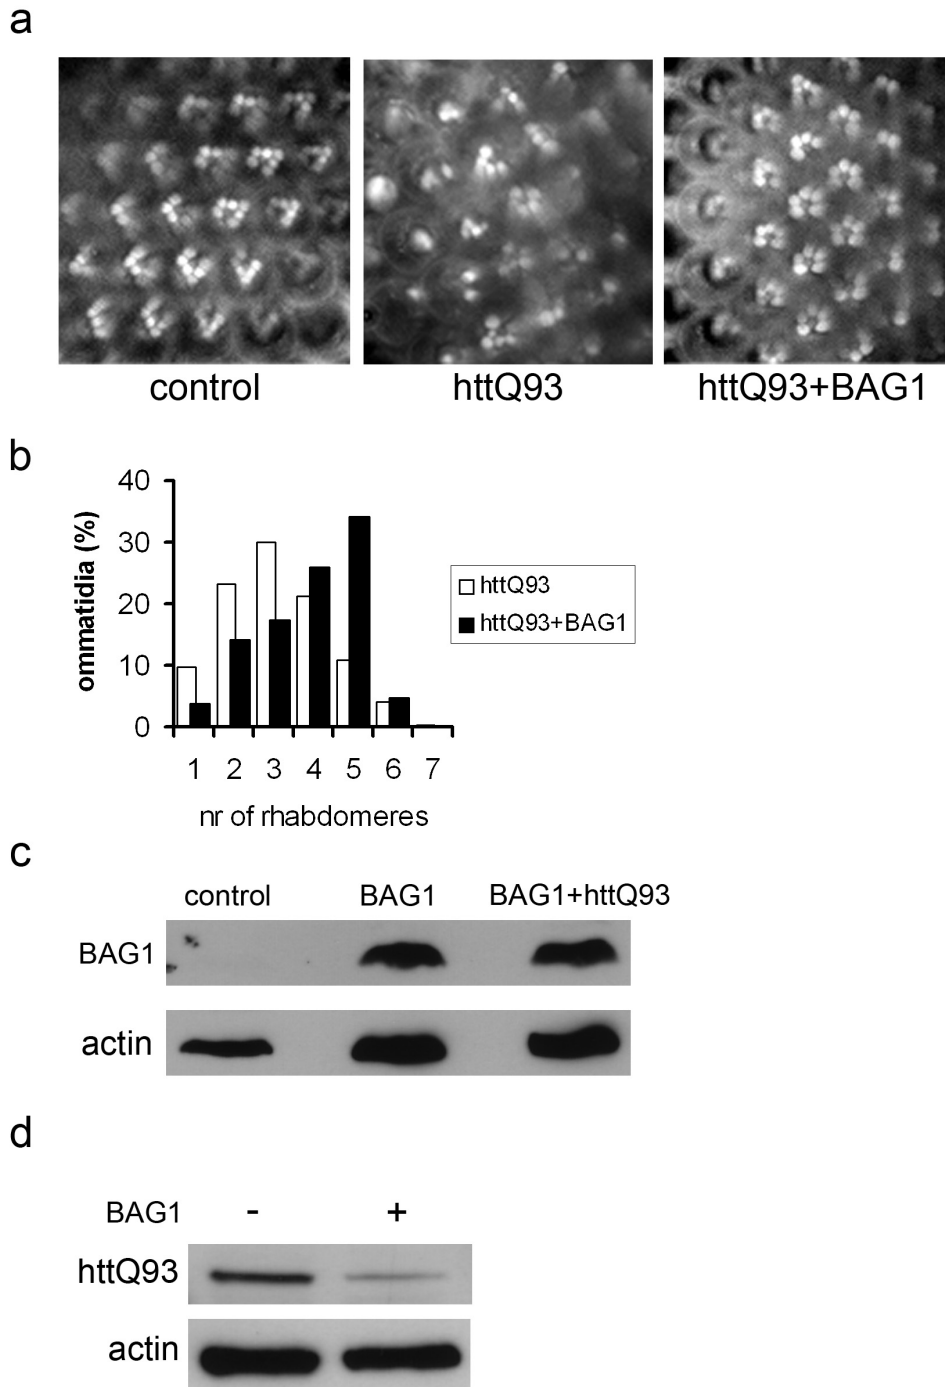 a
control httQ93 httQ93+BAG1
b
40
30
20
10
0
ommatidia (%)
1 2 3 4 5 6 7
nr of rhabdomeres
httQ93
httQ93+BAG1
c
control BAG1 BAG1+httQ93
BAG1
actin
d
BAG1 - +
httQ93
actin